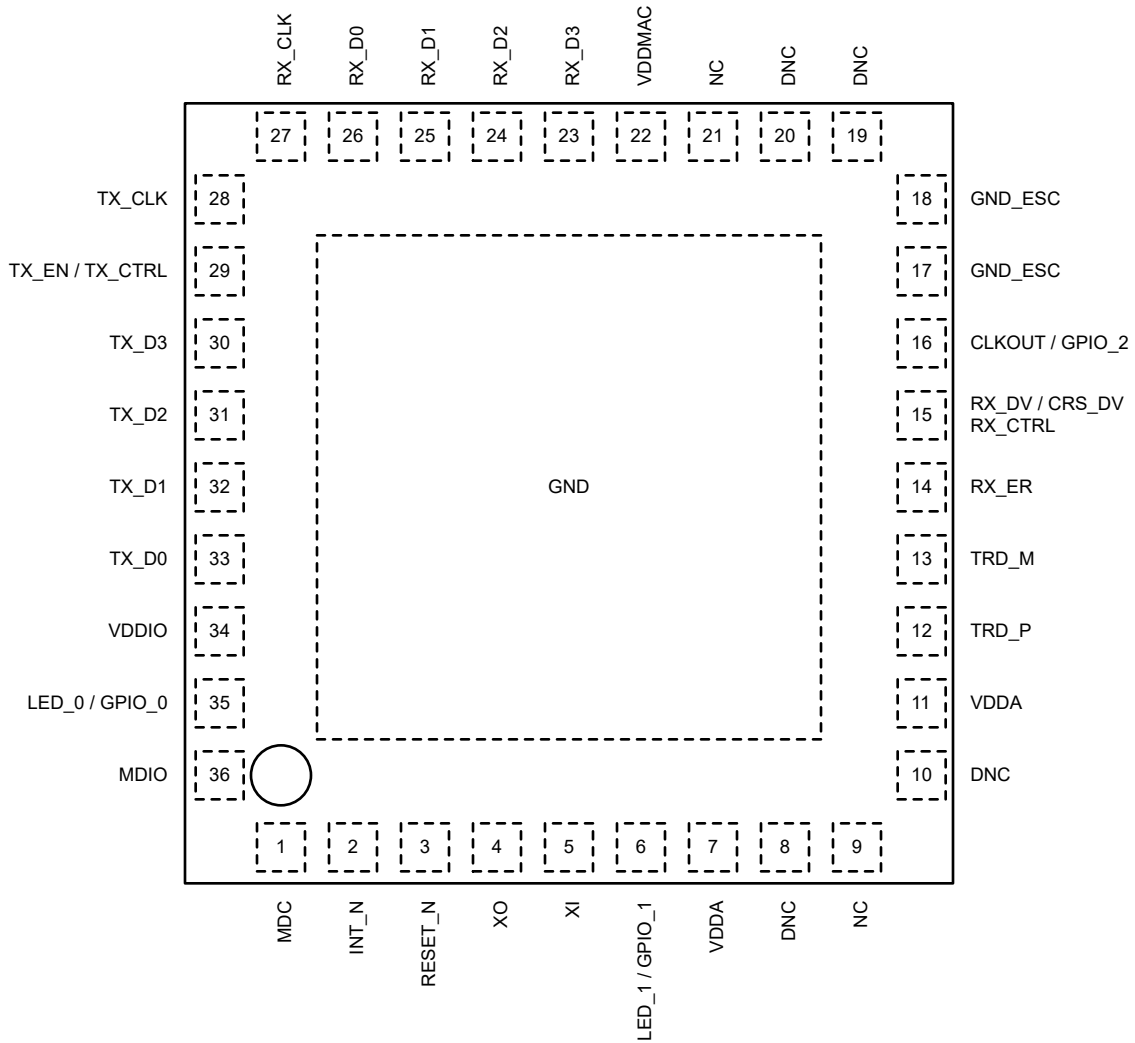 RX_CLK
RX_D0
RX_D1
RX_D2
RX_D3
VDDMAC
NC
DNC
DNC
27
26
25
24
23
22
21
20
19
TX_CLK
28
18
GND_ESC
TX_EN / TX_CTRL
29
17
GND_ESC
TX_D3
30
16
CLKOUT / GPIO_2
TX_D2
31
15
RX_DV / CRS_DV
RX_CTRL
TX_D1
32
GND
14
RX_ER
TX_D0
33
13
TRD_M
VDDIO
34
12
TRD_P
LED_0 / GPIO_0
35
11
VDDA
MDIO
36
10
DNC
1
2
3
4
5
6
7
8
9
MDC
INT_N
RESET_N
XO
XI
LED_1 / GPIO_1
VDDA
DNC
NC